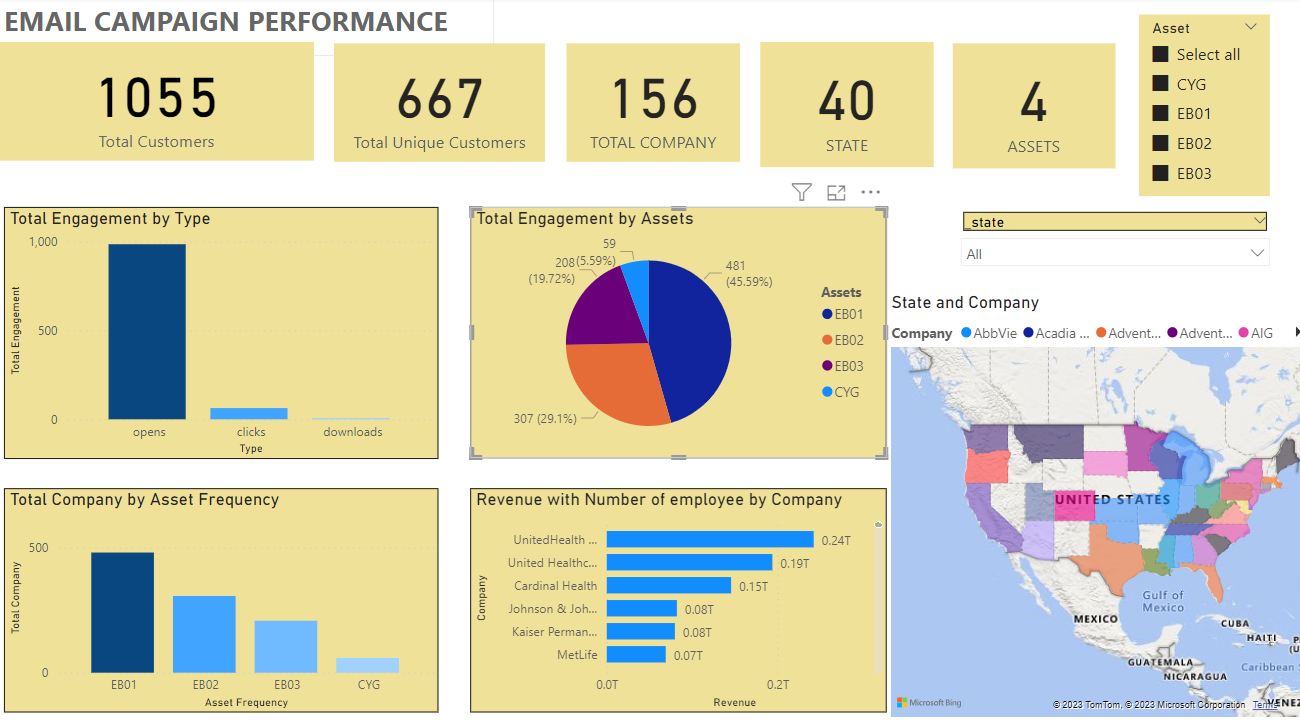 EMAIL CAMPAIGN PERFORMANCE
1055
Total Customers
667
Total Unique Customers
156
TOTAL COMPANY
40
STATE
4
ASSETS
Asset
Select all
CYG
EB01
EB02
EB03
_state
All
Total Engagement by Type
1,000
500
0
Total Engagement
opens
clicks
downloads
Type
Total Engagement by Assets
59
(5.59%)
208
(19.72%)
481
(45.59%)
307 (29.1%)
Assets
EB01
EB02
EB03
CYG
State and Company
Company AbbVie Acadia ... Advent... Advent... AIG
UNITED STATES
Gulf of
Mexico
MEXICO
CUBA
HAITI
GUATEMALA
NICARAGUA
Caribbean
Microsoft Bing
© 2023 TomTom, © 2023 Microsoft Corporation Terms
Total Company by Asset Frequency
500
0
Total Company
EB01
EB02
EB03
CYG
Asset Frequency
Revenue with Number of employee by Company
Company
UnitedHealth ... 0.24T
United Healthc... 0.19T
Cardinal Health 0.15T
Johnson & Joh... 0.08T
Kaiser Perman... 0.08T
MetLife 0.07T
0.0T
0.2T
Revenue